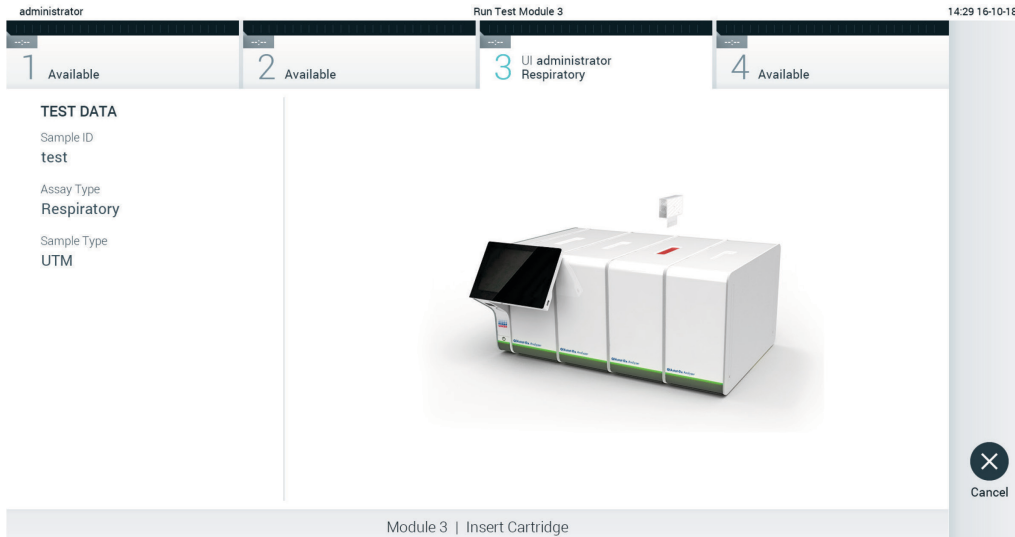 administrator
Run Test Module 3
14:29 16-10-18
--:--
--:--
--:--
--:--
1 Available
2 Available
3 UI administrator
Respiratory
4 Available
TEST DATA
Sample ID
test
Assay Type
Respiratory
Sample Type
UTM
Cancel
Module 3 | Insert Cartridge